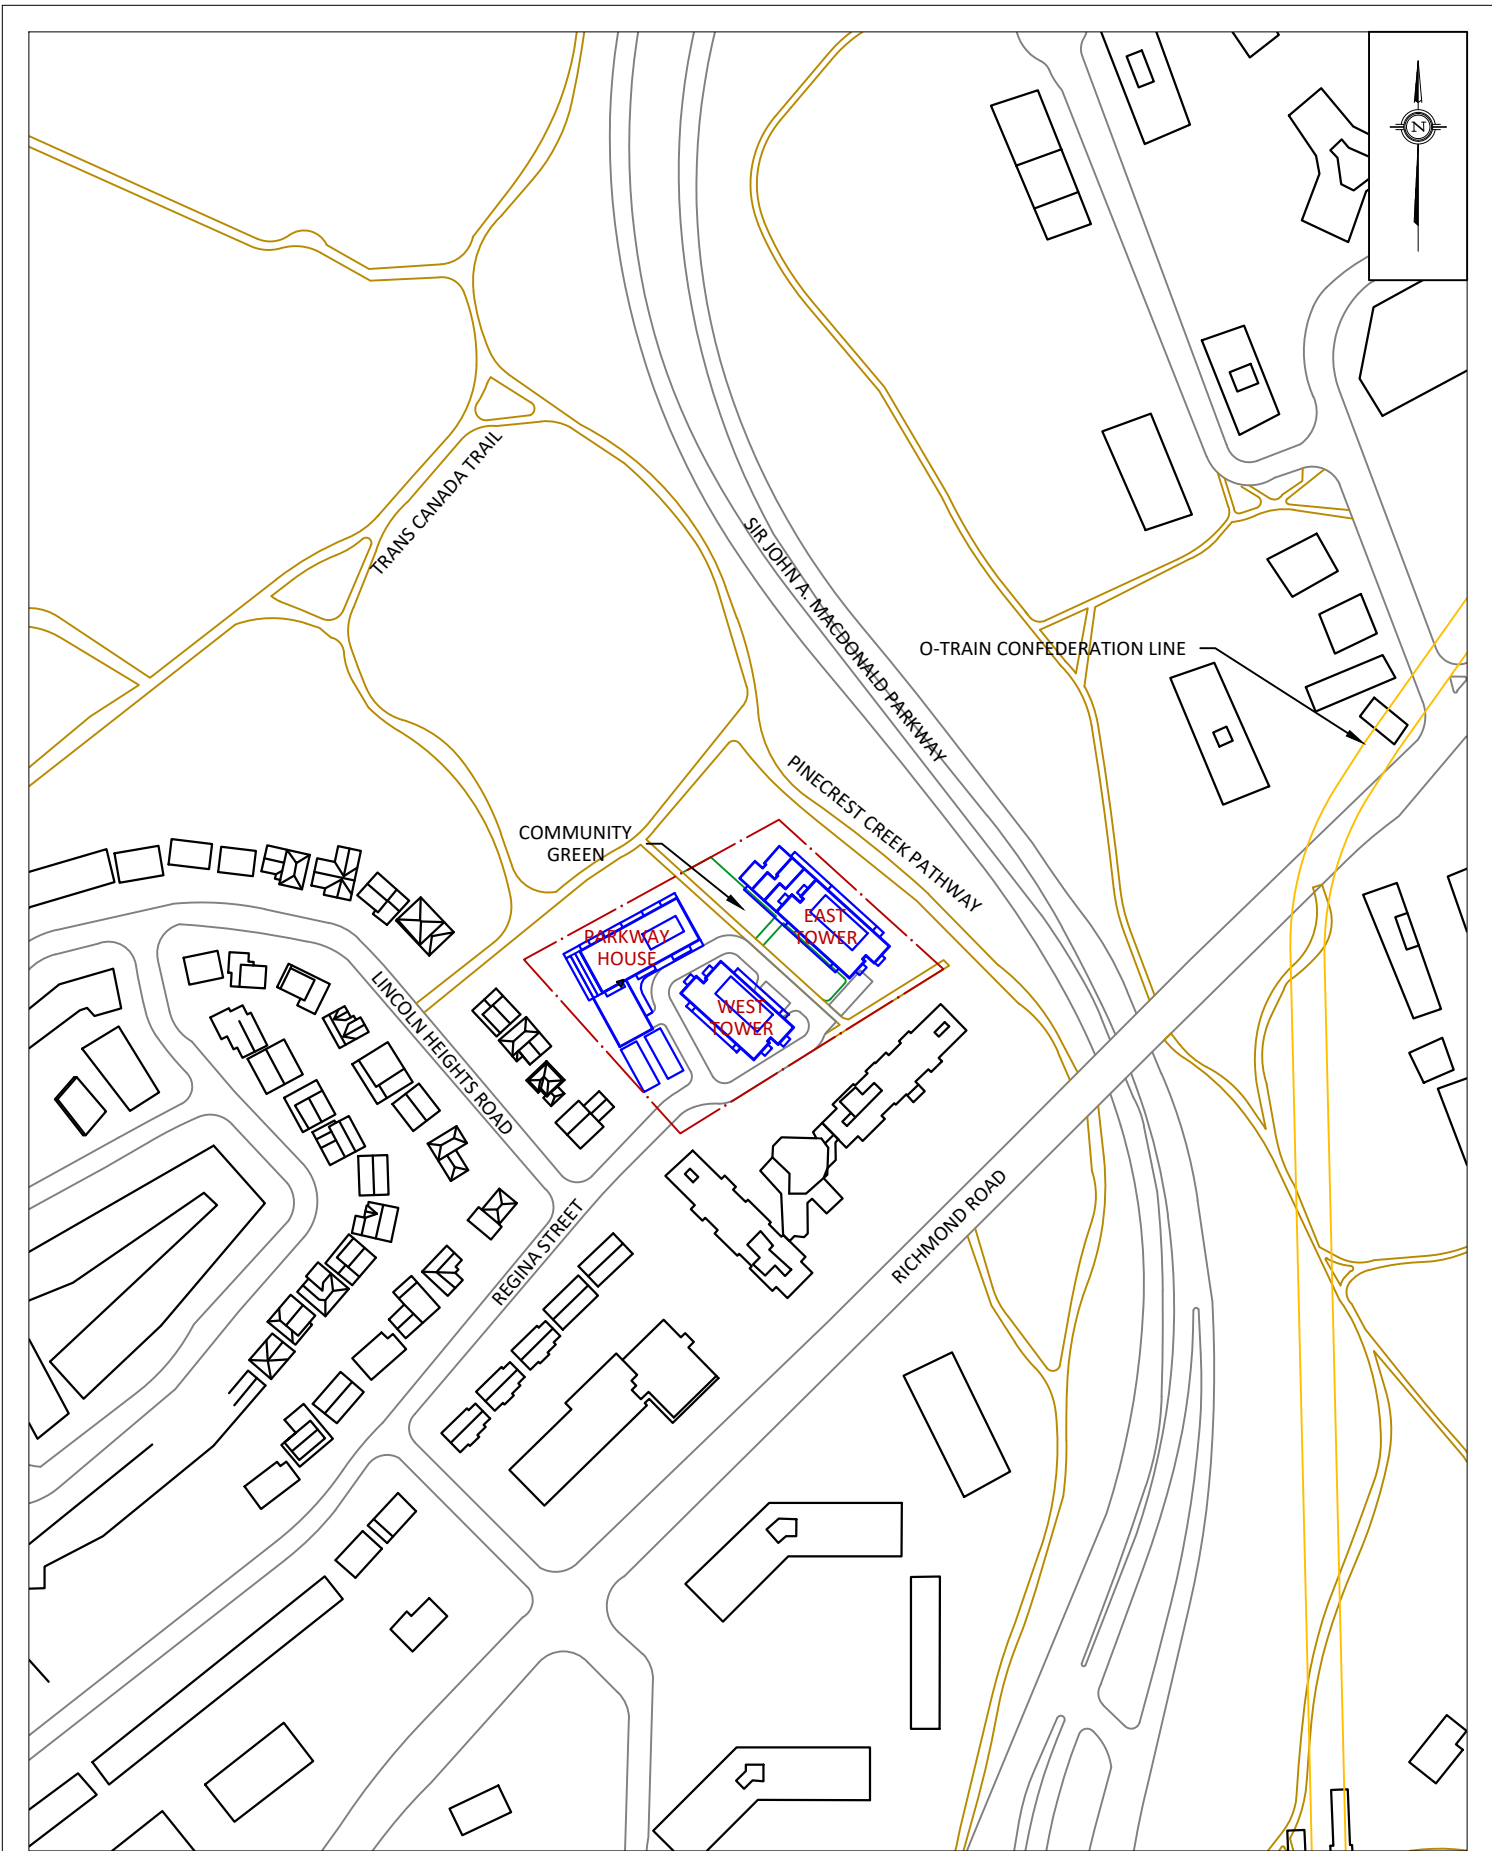 N
TRANS CANADA TRAIL
SIR JOHN A. MACDONALD PARKWAY
O-TRAIN CONFEDERATION LINE
PINECREST CREEK PATHWAY
COMMUNITY
GREEN
EAST
TOWER
PARKWAY
HOUSE
WEST
TOWER
LINCOLN HEIGHTS ROAD
REGINA STREET
RICHMOND ROAD